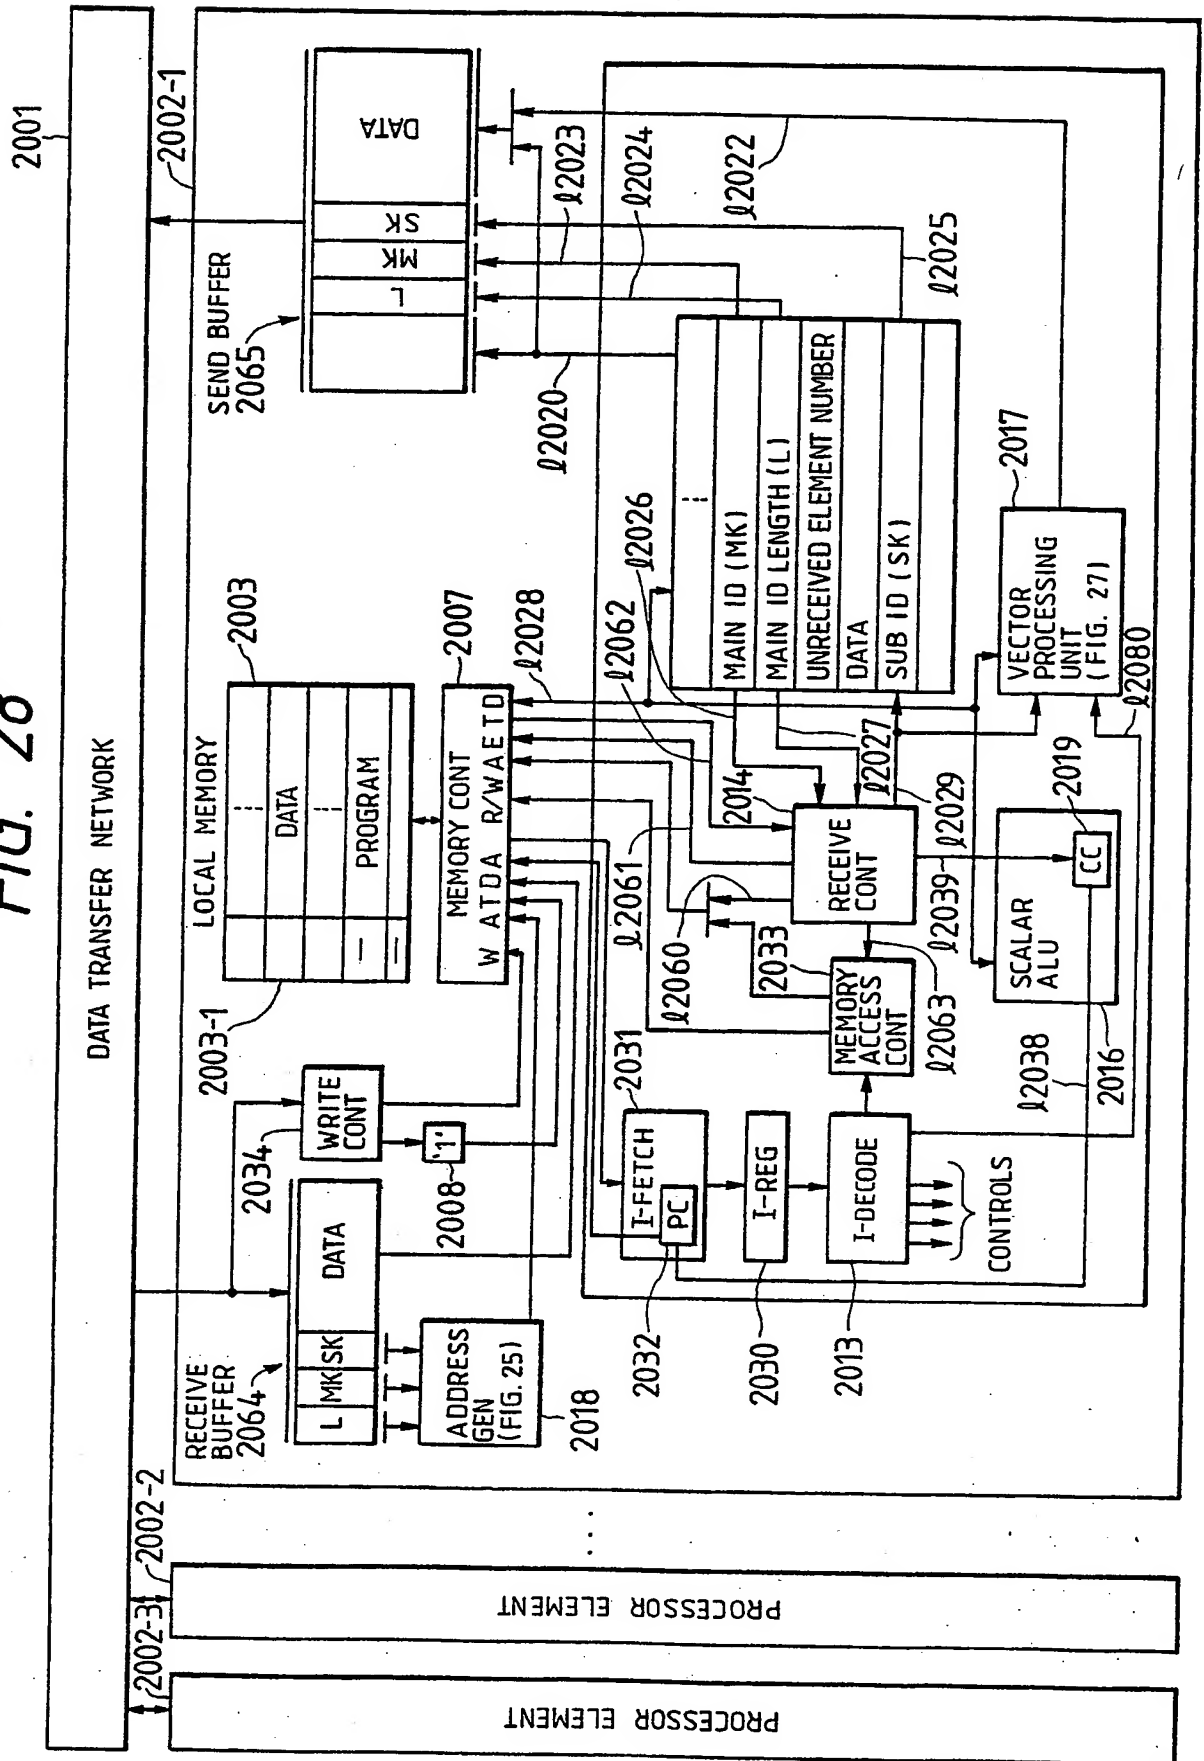 FIG. 28
2001
DATA TRANSFER NETWORK
2002-1
2002-2
2002-3
PROCESSOR ELEMENT
PROCESSOR ELEMENT
...
RECEIVE
BUFFER
2064
L
MK
SK
DATA
ADDRESS
GEN
(FIG. 25)
2018
2034
WRITE
CONT
'1'
2008
LOCAL MEMORY
2003
2003-1
DATA
PROGRAM
MEMORY CONT
2007
W A T D A R/W A E T D
SEND BUFFER
2065
L
MK
SK
DATA
ℓ2020
ℓ2023
ℓ2024
ℓ2022
ℓ2025
ℓ2028
ℓ2062
ℓ2026
ℓ2061
ℓ2060
2033
2014
ℓ2027
ℓ2029
2031
I-FETCH
PC
2032
I-REG
2030
I-DECODE
2013
CONTROLS
MEMORY
ACCESS
CONT
RECEIVE
CONT
ℓ2063
ℓ2039
MAIN ID (MK)
MAIN ID LENGTH (L)
UNRECEIVED ELEMENT NUMBER
DATA
SUB ID (SK)
SCALAR
ALU
CC
2019
2016
ℓ2038
VECTOR
PROCESSING
UNIT
(FIG. 27)
2017
ℓ2080